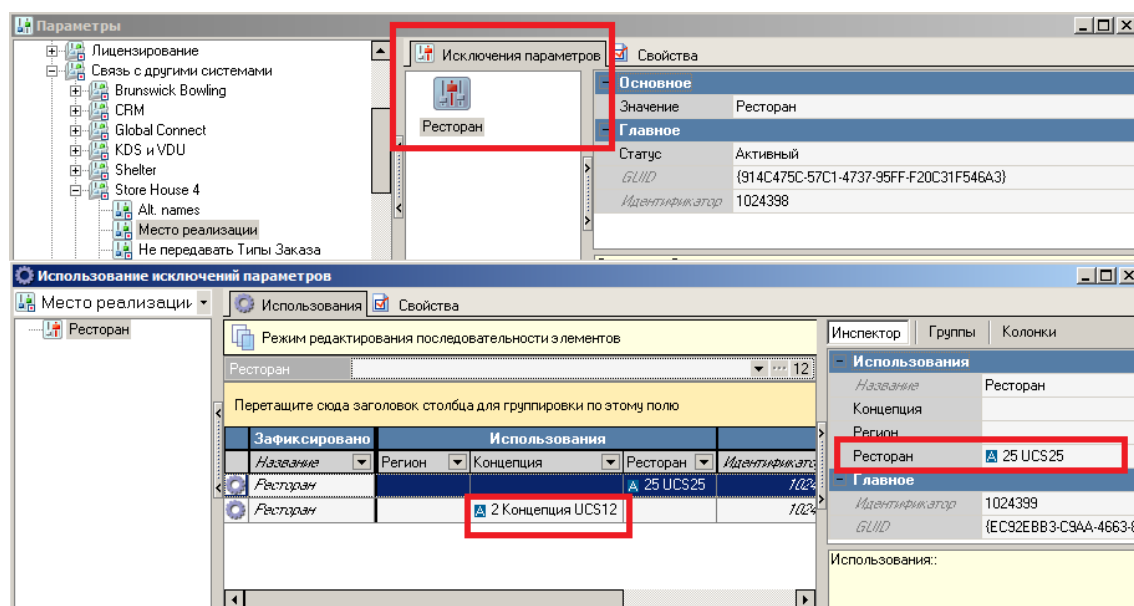 Параметры
Лицензирование
Связь с другими системами
Brunswick Bowling
CRM
Global Connect
KDS и VDU
Shelter
Store House 4
Alt. names
Место реализации
Не передавать Типы Заказа
Исключения параметров
Свойства
Ресторан
Основное
Значение Ресторан
Главное
Статус Активный
GUID {914C475C-57C1-4737-95FF-F20C31F546A3}
Идентификатор 1024398
Использование исключений параметров
Место реализации
Ресторан
Использования
Свойства
Режим редактирования последовательности элементов
Ресторан 12
Перетащите сюда заголовок столбца для группировки по этому полю
Зафиксировано Использования
Название Регион Концепция Ресторан Идентификато
Ресторан 25 UCS25 1024
Ресторан 2 Концепция UCS12 1024
Инспектор Группы Колонки
Использования
Название Ресторан
Концепция
Регион
Ресторан 25 UCS25
Главное
Идентификатор 1024399
GUID {EC92EBB3-C9AA-4663-8
Использования::